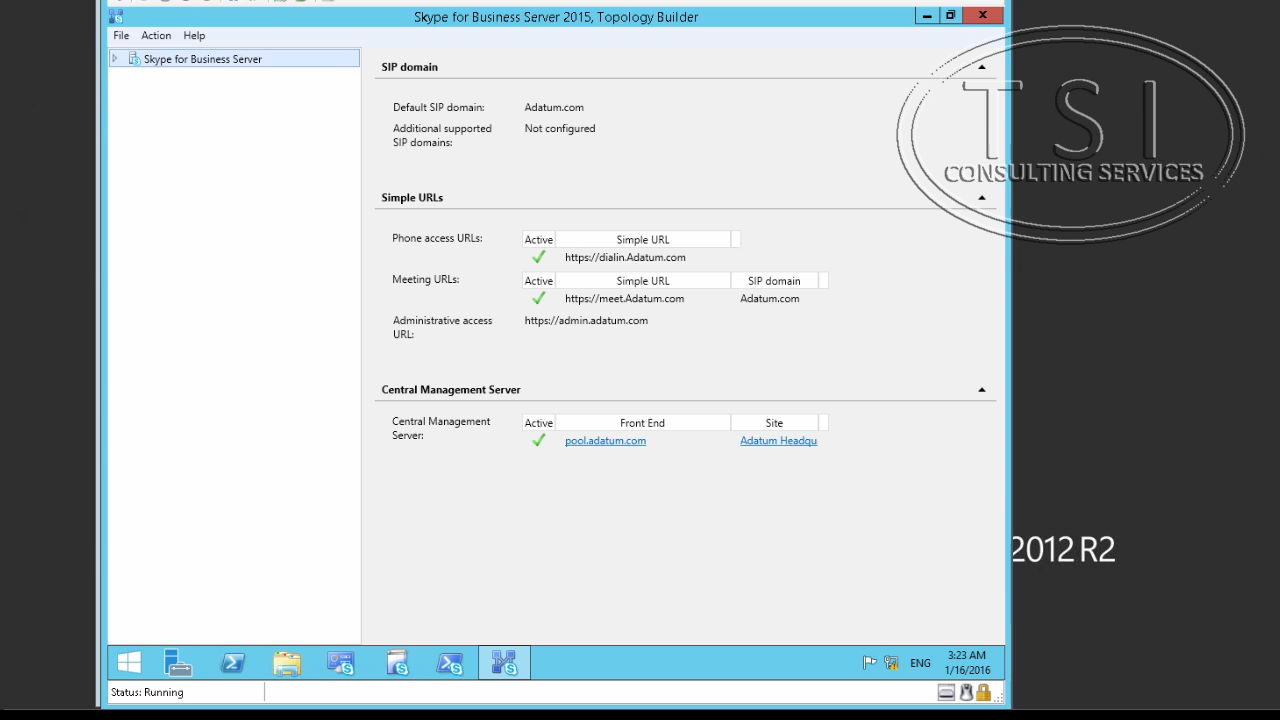 Skype for Business Server 2015, Topology Builder
File Action Help
Skype for Business Server
SIP domain
Default SIP domain: Adatum.com
Additional supported Not configured
SIP domains:
T S I
CONSULTING SERVICES
Simple URLs
Phone access URLs: Active Simple URL
https://dialin.Adatum.com
Meeting URLs: Active Simple URL SIP domain
https://meet.Adatum.com Adatum.com
Administrative access https://admin.adatum.com
URL:
Central Management Server
Central Management Active Front End Site
Server:
pool.adatum.com Adatum Headqu
2012 R2
ENG 3:23 AM
1/16/2016
Status: Running